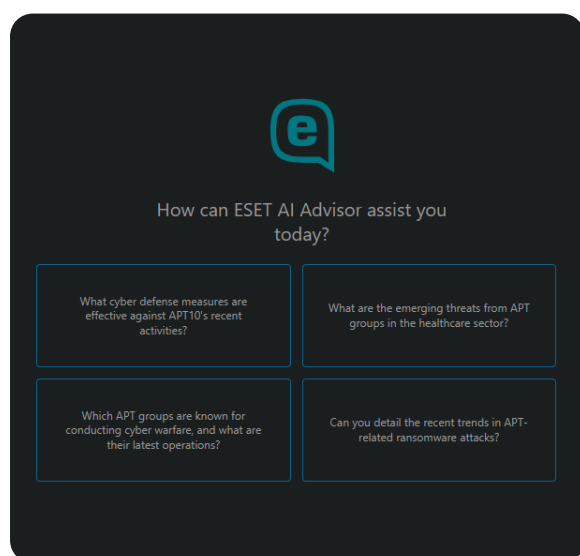 e
How can ESET AI Advisor assist you
today?
What cyber defense measures are
effective against APT10's recent
activities?
What are the emerging threats from APT
groups in the healthcare sector?
Which APT groups are known for
conducting cyber warfare, and what are
their latest operations?
Can you detail the recent trends in APT-
related ransomware attacks?